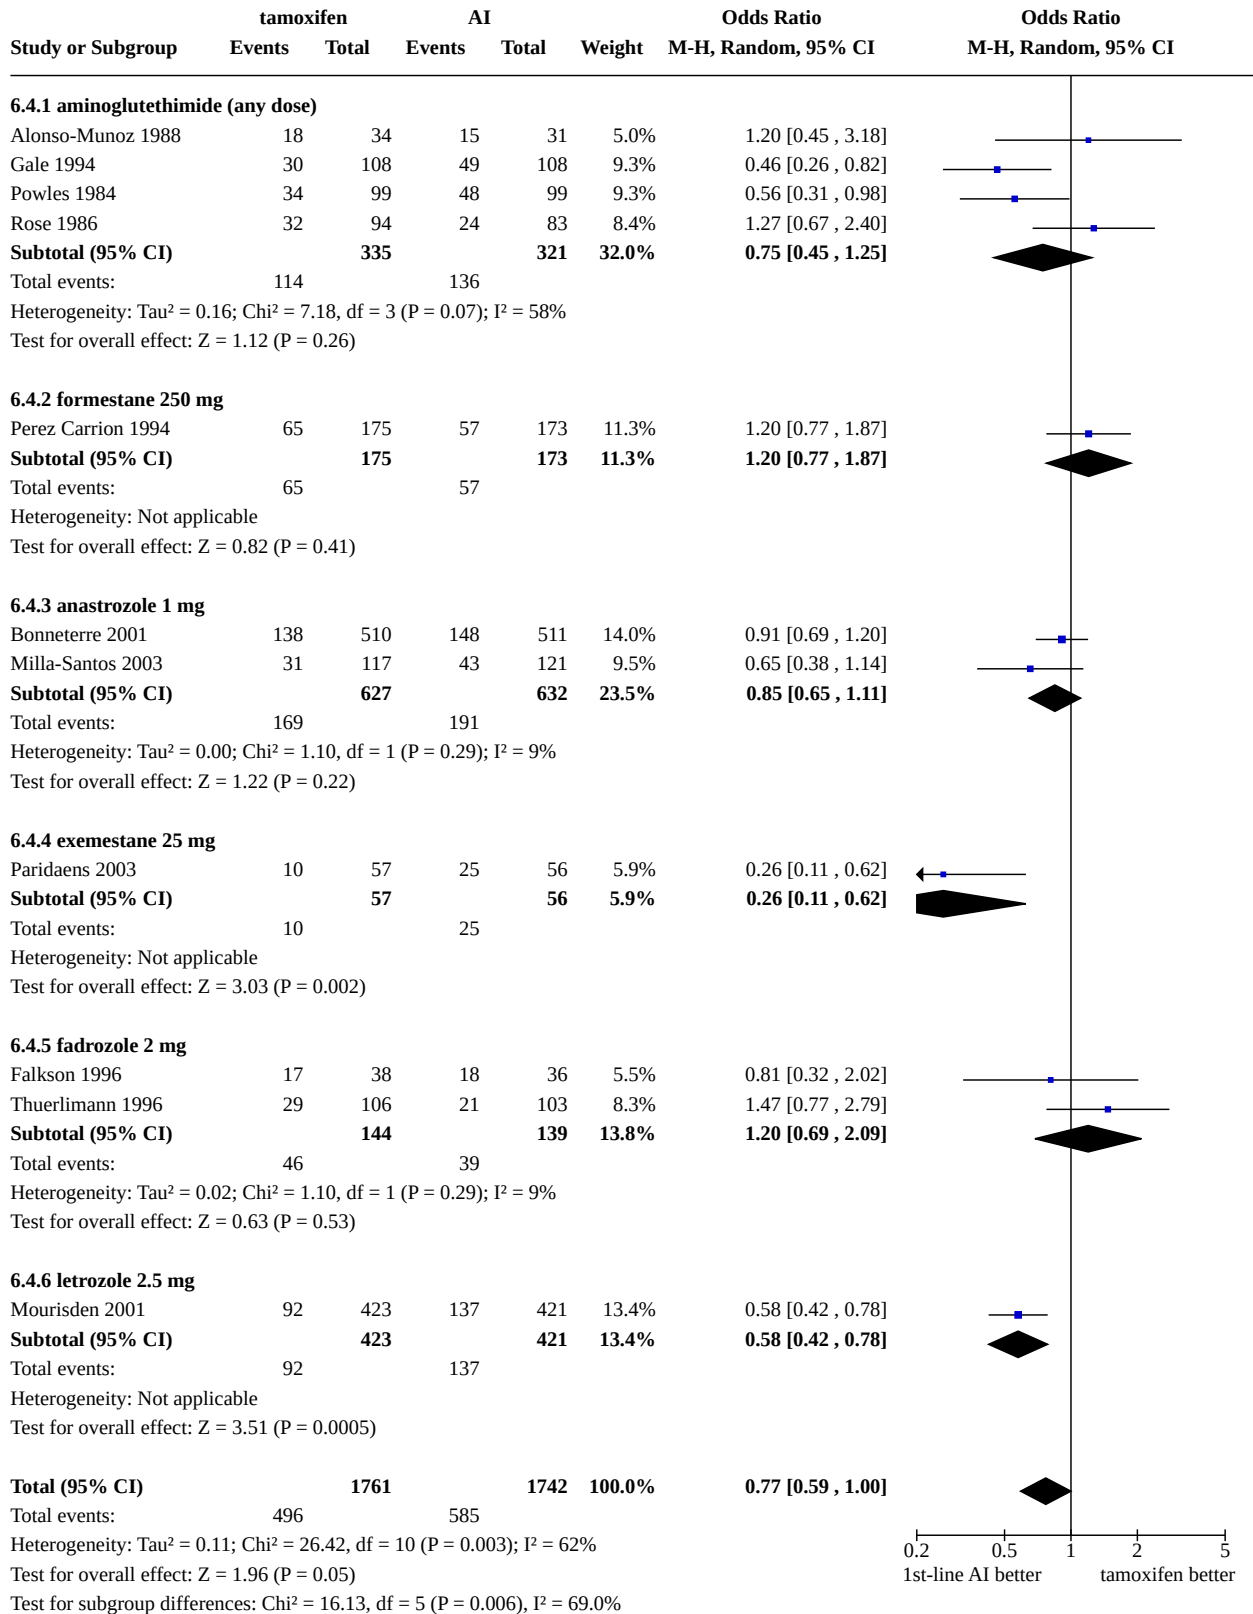 tamoxifen AI Odds Ratio Odds Ratio
Study or Subgroup Events Total Events Total Weight M-H, Random, 95% CI M-H, Random, 95% CI
6.4.1 aminoglutethimide (any dose)
Alonso-Munoz 1988 18 34 15 31 5.0% 1.20 [0.45 , 3.18]
Gale 1994 30 108 49 108 9.3% 0.46 [0.26 , 0.82]
Powles 1984 34 99 48 99 9.3% 0.56 [0.31 , 0.98]
Rose 1986 32 94 24 83 8.4% 1.27 [0.67 , 2.40]
Subtotal (95% CI) 335 321 32.0% 0.75 [0.45 , 1.25]
Total events: 114 136
Heterogeneity: Tau² = 0.16; Chi² = 7.18, df = 3 (P = 0.07); I² = 58%
Test for overall effect: Z = 1.12 (P = 0.26)
6.4.2 formestane 250 mg
Perez Carrion 1994 65 175 57 173 11.3% 1.20 [0.77 , 1.87]
Subtotal (95% CI) 175 173 11.3% 1.20 [0.77 , 1.87]
Total events: 65 57
Heterogeneity: Not applicable
Test for overall effect: Z = 0.82 (P = 0.41)
6.4.3 anastrozole 1 mg
Bonneterre 2001 138 510 148 511 14.0% 0.91 [0.69 , 1.20]
Milla-Santos 2003 31 117 43 121 9.5% 0.65 [0.38 , 1.14]
Subtotal (95% CI) 627 632 23.5% 0.85 [0.65 , 1.11]
Total events: 169 191
Heterogeneity: Tau² = 0.00; Chi² = 1.10, df = 1 (P = 0.29); I² = 9%
Test for overall effect: Z = 1.22 (P = 0.22)
6.4.4 exemestane 25 mg
Paridaens 2003 10 57 25 56 5.9% 0.26 [0.11 , 0.62]
Subtotal (95% CI) 57 56 5.9% 0.26 [0.11 , 0.62]
Total events: 10 25
Heterogeneity: Not applicable
Test for overall effect: Z = 3.03 (P = 0.002)
6.4.5 fadrozole 2 mg
Falkson 1996 17 38 18 36 5.5% 0.81 [0.32 , 2.02]
Thuerlimann 1996 29 106 21 103 8.3% 1.47 [0.77 , 2.79]
Subtotal (95% CI) 144 139 13.8% 1.20 [0.69 , 2.09]
Total events: 46 39
Heterogeneity: Tau² = 0.02; Chi² = 1.10, df = 1 (P = 0.29); I² = 9%
Test for overall effect: Z = 0.63 (P = 0.53)
6.4.6 letrozole 2.5 mg
Mourisden 2001 92 423 137 421 13.4% 0.58 [0.42 , 0.78]
Subtotal (95% CI) 423 421 13.4% 0.58 [0.42 , 0.78]
Total events: 92 137
Heterogeneity: Not applicable
Test for overall effect: Z = 3.51 (P = 0.0005)
Total (95% CI) 1761 1742 100.0% 0.77 [0.59 , 1.00]
Total events: 496 585
Heterogeneity: Tau² = 0.11; Chi² = 26.42, df = 10 (P = 0.003); I² = 62%
0.2 0.5 1 2 5
Test for overall effect: Z = 1.96 (P = 0.05)
1st-line AI better tamoxifen better
Test for subgroup differences: Chi² = 16.13, df = 5 (P = 0.006), I² = 69.0%